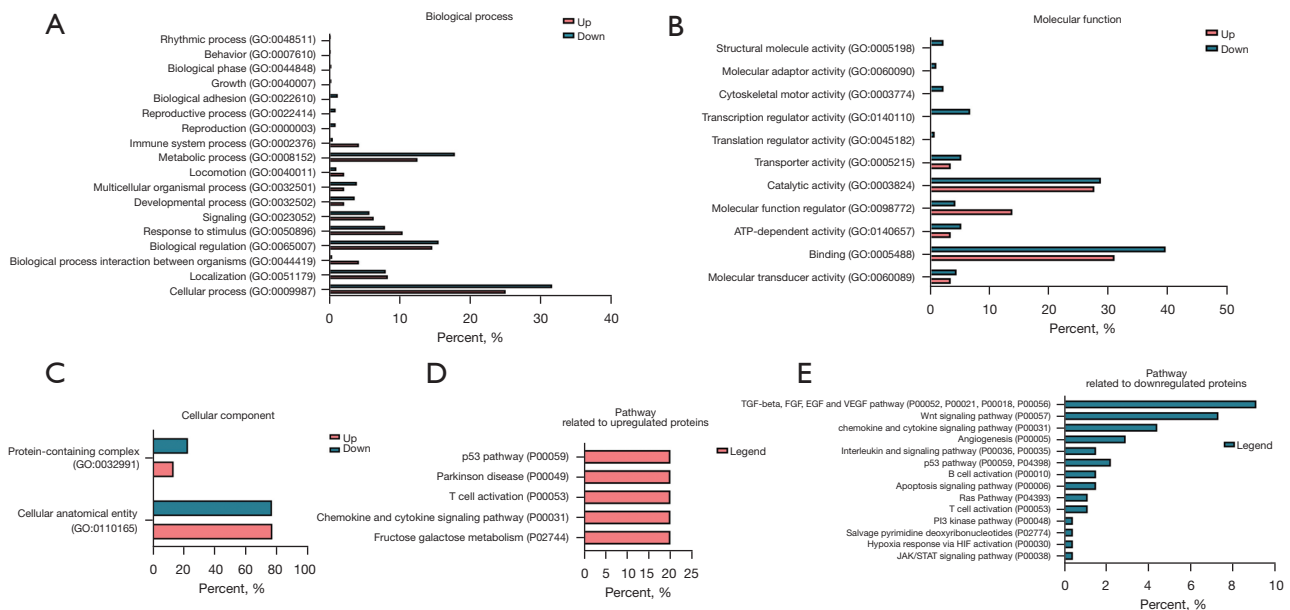 A
Biological process
Up
Down
Rhythmic process (GO:0048511)
Behavior (GO:0007610)
Biological phase (GO:0044848)
Growth (GO:0040007)
Biological adhesion (GO:0022610)
Reproductive process (GO:0022414)
Reproduction (GO:0000003)
Immune system process (GO:0002376)
Metabolic process (GO:0008152)
Locomotion (GO:0040011)
Multicellular organismal process (GO:0032501)
Developmental process (GO:0032502)
Signaling (GO:0023052)
Response to stimulus (GO:0050896)
Biological regulation (GO:0065007)
Biological process interaction between organisms (GO:0044419)
Localization (GO:0051179)
Cellular process (GO:0009987)
0 10 20 30 40
Percent, %
B
Molecular function
Up
Down
Structural molecule activity (GO:0005198)
Molecular adaptor activity (GO:0060090)
Cytoskeletal motor activity (GO:0003774)
Transcription regulator activity (GO:0140110)
Translation regulator activity (GO:0045182)
Transporter activity (GO:0005215)
Catalytic activity (GO:0003824)
Molecular function regulator (GO:0098772)
ATP-dependent activity (GO:0140657)
Binding (GO:0005488)
Molecular transducer activity (GO:0060089)
0 10 20 30 40 50
Percent, %
C
Cellular component
Up
Down
Protein-containing complex
(GO:0032991)
Cellular anatomical entity
(GO:0110165)
0 20 40 60 80 100
Percent, %
D
Pathway
related to upregulated proteins
Legend
p53 pathway (P00059)
Parkinson disease (P00049)
T cell activation (P00053)
Chemokine and cytokine signaling pathway (P00031)
Fructose galactose metabolism (P02744)
0 5 10 15 20 25
Percent, %
E
Pathway
related to downregulated proteins
Legend
TGF-beta, FGF, EGF and VEGF pathway (P00052, P0021, P00018, P00056)
Wnt signaling pathway (P00057)
chemokine and cytokine signaling pathway (P00031)
Angiogenesis (P00005)
Interleukin and signaling pathway (P00036, P00035)
p53 pathway (P00059, P04398)
B cell activation (P00010)
Apoptosis signaling pathway (P00006)
Ras Pathway (P04393)
T cell activation (P00053)
PI3 kinase pathway (P00048)
Salvage pyrimidine deoxyribonucleotides (P02774)
Hypoxia response via HIF activation (P00030)
JAK/STAT signaling pathway (P00038)
0 2 4 6 8 10
Percent, %